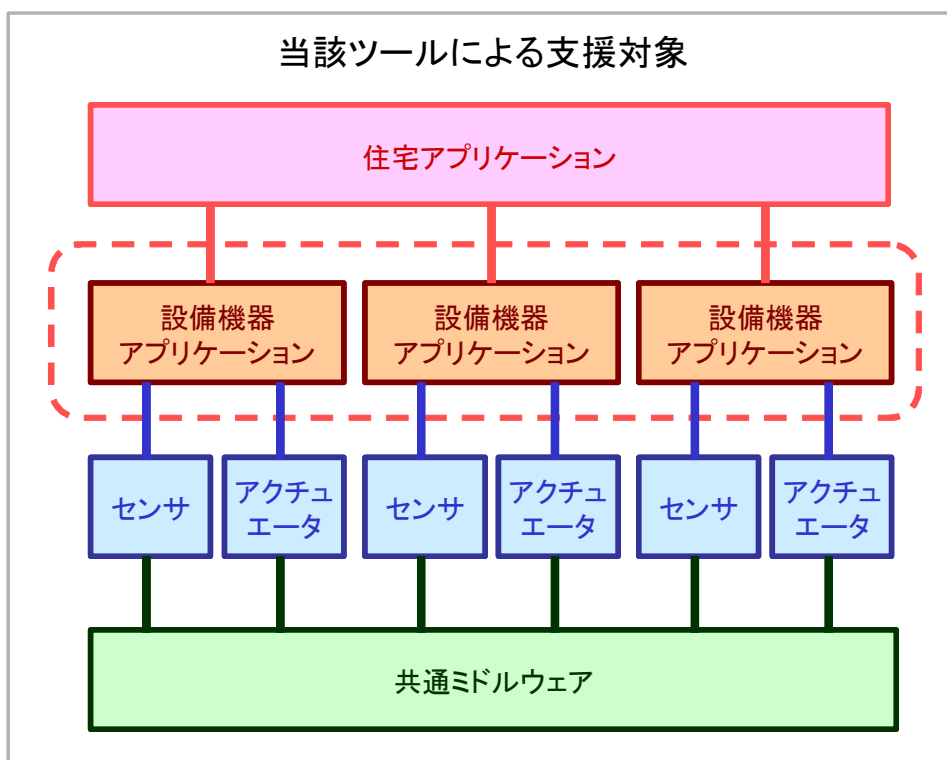 当該ツールによる支援対象
住宅アプリケーション
設備機器
アプリケーション
設備機器
アプリケーション
設備機器
アプリケーション
センサ
アクチュ
エータ
センサ
アクチュ
エータ
センサ
アクチュ
エータ
共通ミドルウェア